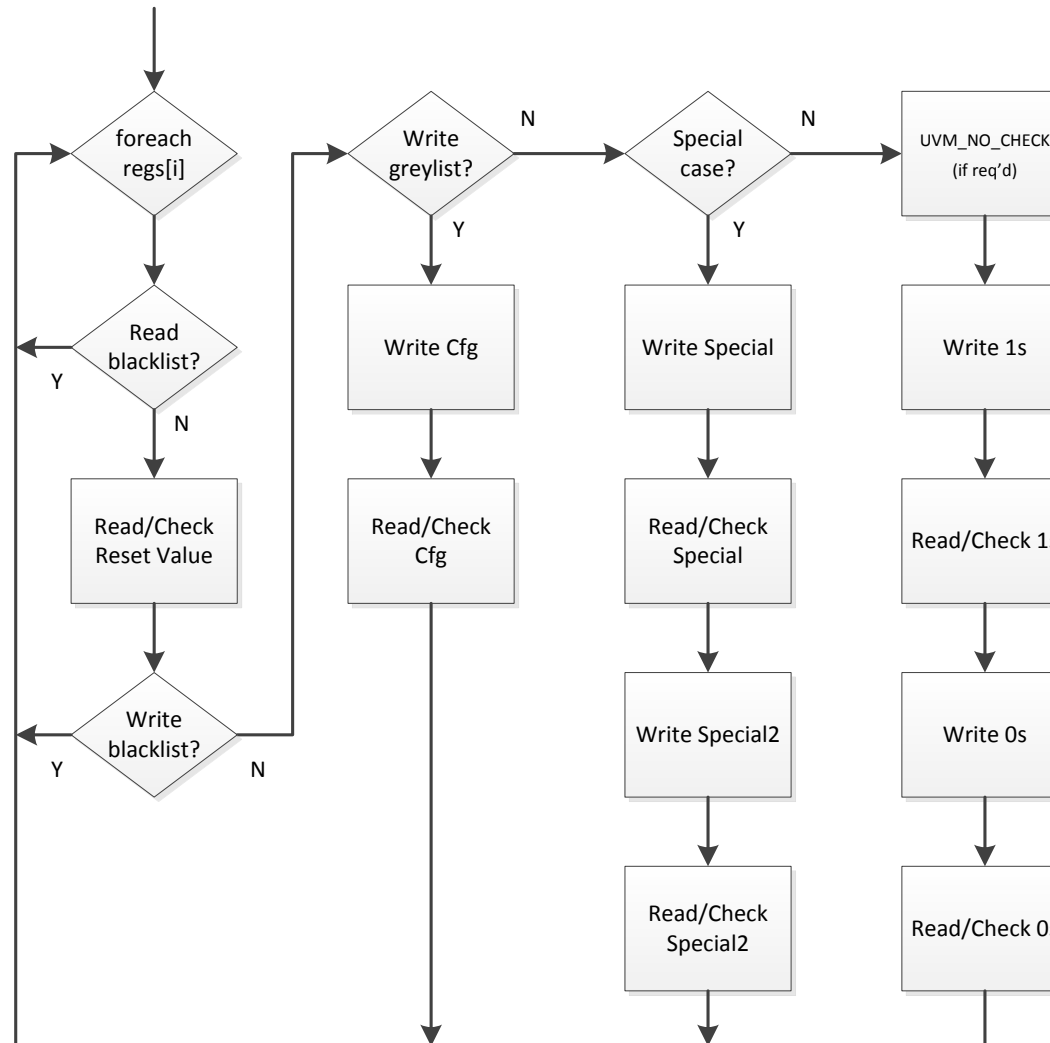 foreach
regs[i]
Read
blacklist?
Y
N
Read/Check
Reset Value
Write
blacklist?
Y
N
Write
greylist?
N
Y
Write Cfg
Read/Check
Cfg
Special
case?
N
Y
Write Special
Read/Check
Special
Write Special2
Read/Check
Special2
UVM_NO_CHECK
(if req'd)
Write 1s
Read/Check 1
Write 0s
Read/Check 0